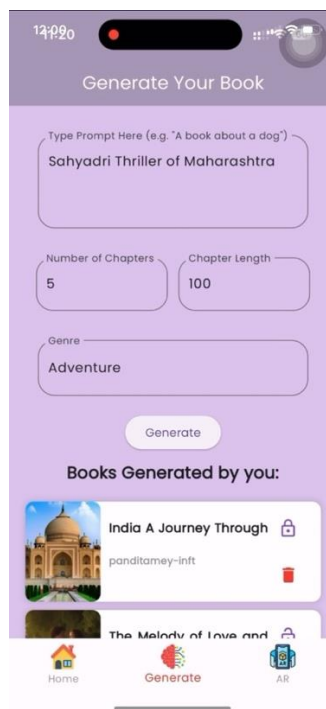 Generate Your Book
Type Prompt Here (e.g. "A book about a dog")
Sahyadri Thriller of Maharashtra
Number of Chapters
Chapter Length
5
100
Genre
Adventure
Generate
Books Generated by you:
India A Journey Through
panditamey-inft
The Melody of Love and
Home
Generate
AR